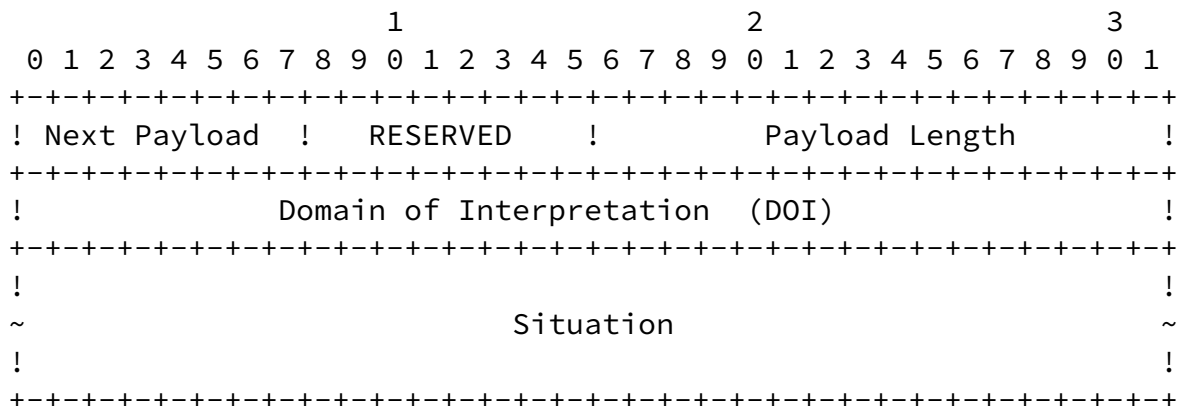 1                   2                   3
 0 1 2 3 4 5 6 7 8 9 0 1 2 3 4 5 6 7 8 9 0 1 2 3 4 5 6 7 8 9 0 1
+-+-+-+-+-+-+-+-+-+-+-+-+-+-+-+-+-+-+-+-+-+-+-+-+-+-+-+-+-+-+-+-+
! Next Payload  !   RESERVED    !         Payload Length        !
+-+-+-+-+-+-+-+-+-+-+-+-+-+-+-+-+-+-+-+-+-+-+-+-+-+-+-+-+-+-+-+-+
!              Domain of Interpretation  (DOI)                  !
+-+-+-+-+-+-+-+-+-+-+-+-+-+-+-+-+-+-+-+-+-+-+-+-+-+-+-+-+-+-+-+-+
!                                                               !
~                           Situation                           ~
!                                                               !
+-+-+-+-+-+-+-+-+-+-+-+-+-+-+-+-+-+-+-+-+-+-+-+-+-+-+-+-+-+-+-+-+